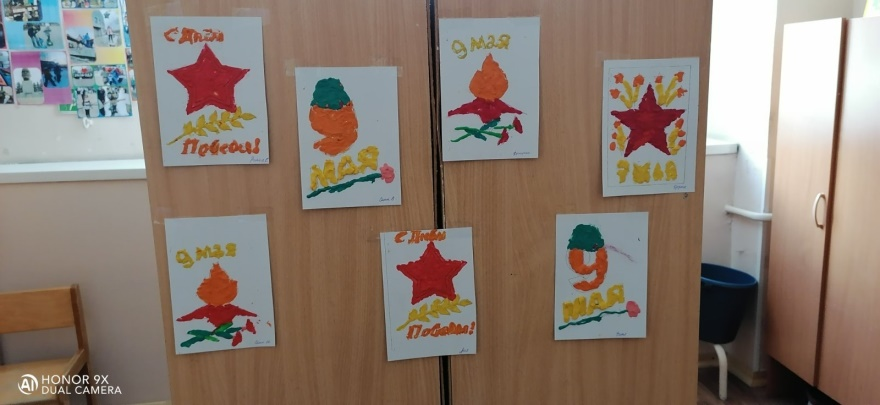 С Днём
Победы!
9
МАЯ
9 МАЯ
9 МАЯ
9 МАЯ
С Днём
Победы!
9
МАЯ
HONOR 9X
DUAL CAMERA